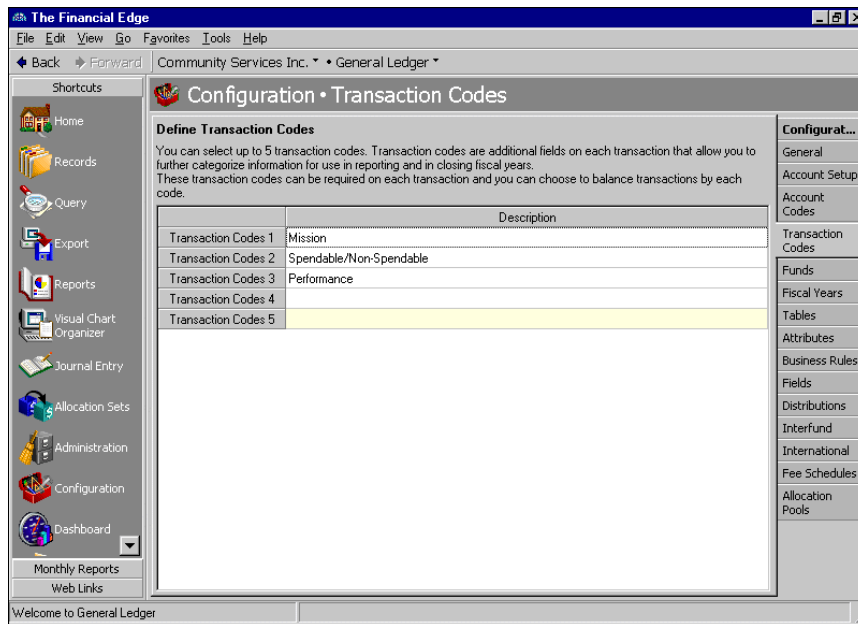 The Financial Edge
File Edit View Go Favorites Tools Help
Back Forward Community Services Inc. • General Ledger
Shortcuts
Home
Records
Query
Export
Reports
Visual Chart
Organizer
Journal Entry
Allocation Sets
Administration
Configuration
Dashboard
Monthly Reports
Web Links
Configuration • Transaction Codes
Define Transaction Codes
You can select up to 5 transaction codes. Transaction codes are additional fields on each transaction that allow you to
further categorize information for use in reporting and in closing fiscal years.
These transaction codes can be required on each transaction and you can choose to balance transactions by each
code.
Description
Transaction Codes 1 Mission
Transaction Codes 2 Spendable/Non-Spendable
Transaction Codes 3 Performance
Transaction Codes 4
Transaction Codes 5
Configurat...
General
Account Setup
Account
Codes
Transaction
Codes
Funds
Fiscal Years
Tables
Attributes
Business Rules
Fields
Distributions
Interfund
International
Fee Schedules
Allocation
Pools
Welcome to General Ledger